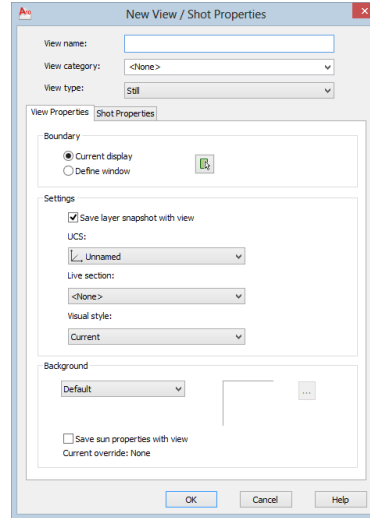 New View / Shot Properties
View name:
View category: <None>
View type: Still
View Properties Shot Properties
Boundary
Current display
Define window
Settings
Save layer snapshot with view
UCS:
Unnamed
Live section:
<None>
Visual style:
Current
Background
Default
...
Save sun properties with view
Current override: None
OK Cancel Help